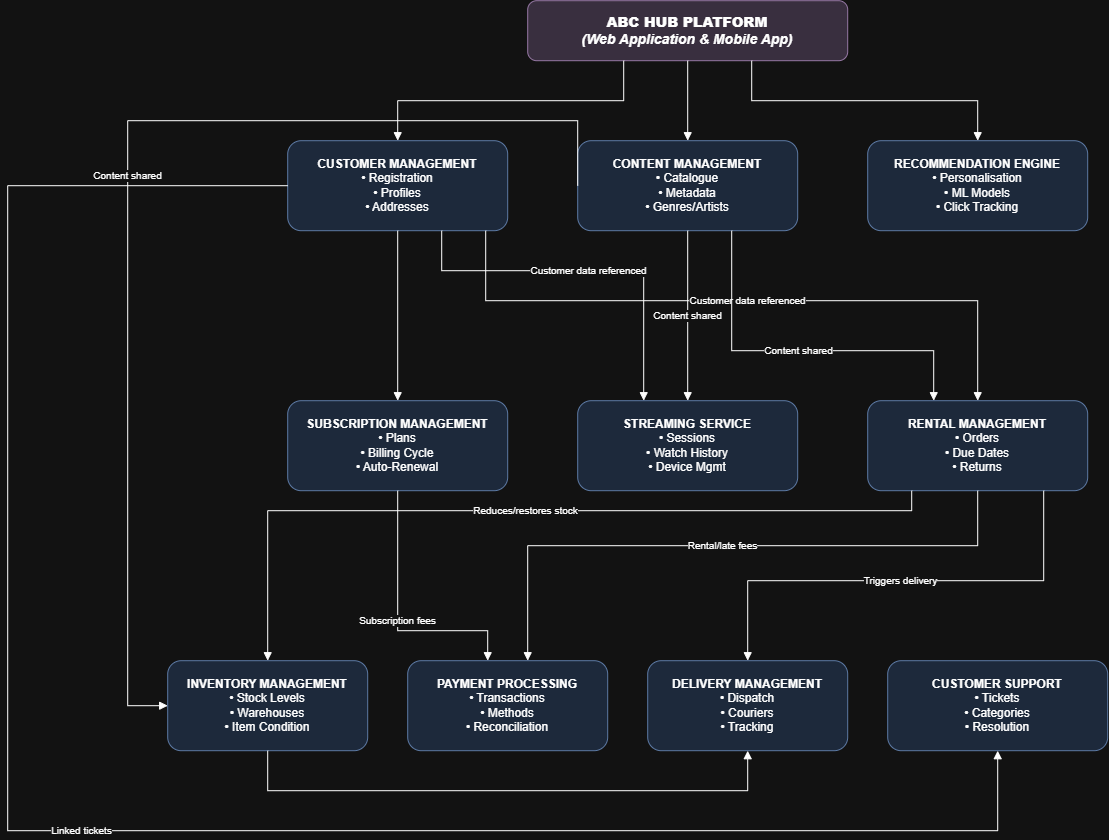 ABC HUB PLATFORM
(Web Application & Mobile App)
CUSTOMER MANAGEMENT
• Registration
• Profiles
• Addresses
CONTENT MANAGEMENT
• Catalogue
• Metadata
• Genres/Artists
RECOMMENDATION ENGINE
• Personalisation
• ML Models
• Click Tracking
Content shared
Customer data referenced
Customer data referenced
Content shared
Content shared
SUBSCRIPTION MANAGEMENT
• Plans
• Billing Cycle
• Auto-Renewal
STREAMING SERVICE
• Sessions
• Watch History
• Device Mgmt
RENTAL MANAGEMENT
• Orders
• Due Dates
• Returns
Reduces/restores stock
Rental/late fees
Triggers delivery
Subscription fees
INVENTORY MANAGEMENT
• Stock Levels
• Warehouses
• Item Condition
PAYMENT PROCESSING
• Transactions
• Methods
• Reconciliation
DELIVERY MANAGEMENT
• Dispatch
• Couriers
• Tracking
CUSTOMER SUPPORT
• Tickets
• Categories
• Resolution
Linked tickets